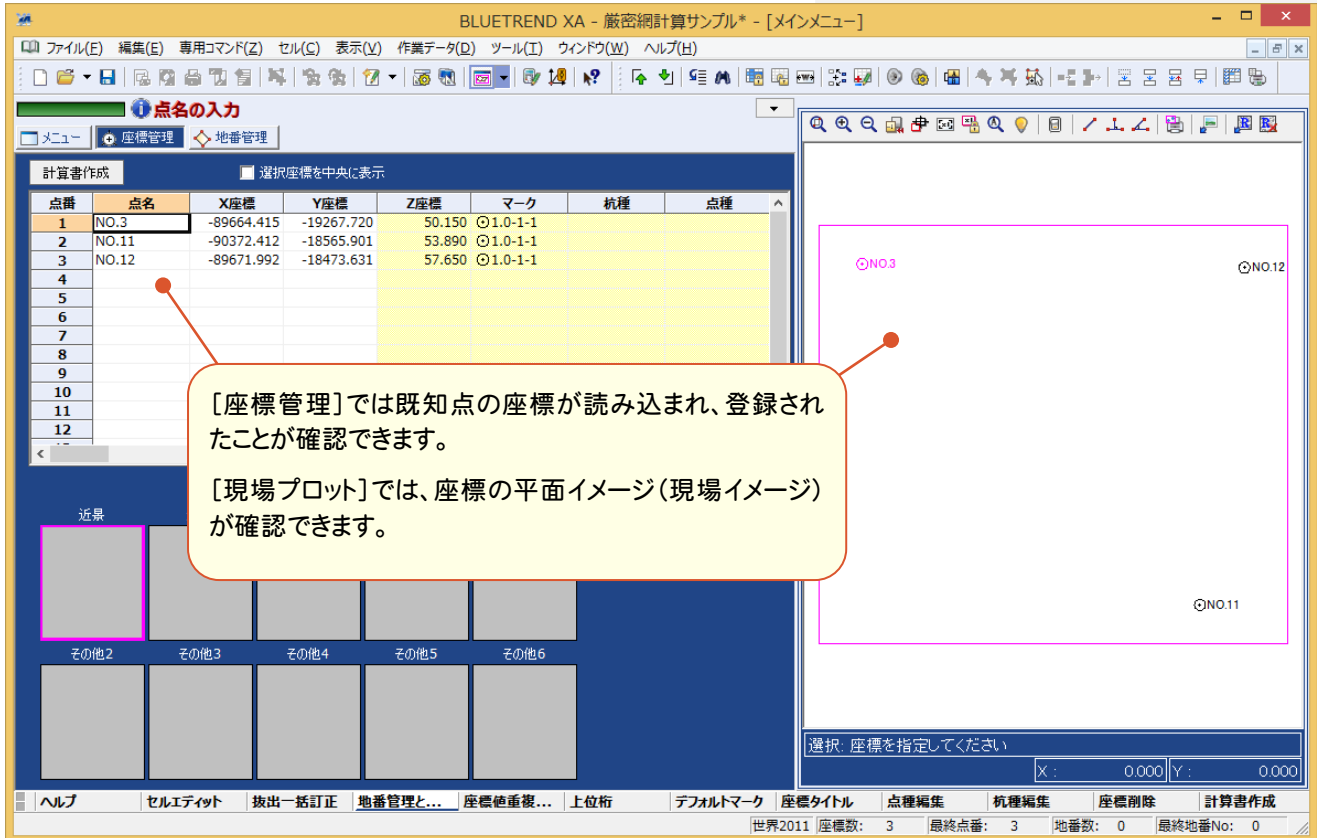 BLUETREND XA - 厳密網計算サンプル* - [メインメニュー]
ファイル(F) 編集(E) 専用コマンド(Z) セル(C) 表示(V) 作業データ(D) ツール(T) ウィンドウ(W) ヘルプ(H)
点名の入力
メニュー 座標管理 地番管理
計算書作成 選択座標を中央に表示
点番 点名 X座標 Y座標 Z座標 マーク 杭種 点種
1 NO.3 -89664.415 -19267.720 50.150 ⊙1.0-1-1
2 NO.11 -90372.412 -18565.901 53.890 ⊙1.0-1-1
3 NO.12 -89671.992 -18473.631 57.650 ⊙1.0-1-1
4
5
6
7
8
9
10
11
12
[座標管理]では既知点の座標が読み込まれ、登録され
たことが確認できます。
[現場プロット]では、座標の平面イメージ(現場イメージ)
が確認できます。
近景
その他2 その他3 その他4 その他5 その他6
NO.3
NO.12
NO.11
選択: 座標を指定してください
X : 0.000 Y : 0.000
ヘルプ セルエディット 抜出一括訂正 地番管理と... 座標値重複... 上位桁 デフォルトマーク 座標タイトル 点種編集 杭種編集 座標削除 計算書作成
世界2011 座標数: 3 最終点番: 3 地番数: 0 最終地番No: 0